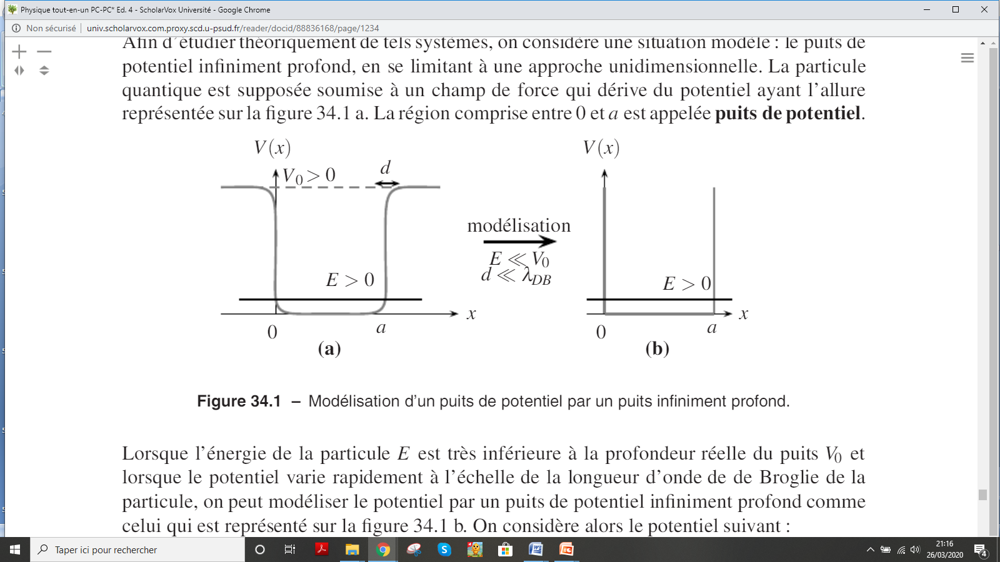 Physique tout-en-un PC-PC* Ed. 4 - ScholarVox Université - Google Chrome
Non sécurisé | univ.scholarvox.com.proxy.scd.u-psud.fr/reader/docid/88836168/page/1234
Afin d'étudier théoriquement de tels systèmes, on considère une situation modèle : le puits de
potentiel infiniment profond, en se limitant à une approche unidimensionnelle. La particule
quantique est supposée soumise à un champ de force qui dérive du potentiel ayant l'allure
représentée sur la figure 34.1 a. La région comprise entre 0 et a est appelée puits de potentiel.
V(x)
V0 > 0
d
E > 0
x
0
a
(a)
modélisation
E ≪ V0
d ≪ λDB
V(x)
E > 0
x
0
a
(b)
Figure 34.1 – Modélisation d'un puits de potentiel par un puits infiniment profond.
Lorsque l'énergie de la particule E est très inférieure à la profondeur réelle du puits V0 et
lorsque le potentiel varie rapidement à l'échelle de la longueur d'onde de de Broglie de la
particule, on peut modéliser le potentiel par un puits de potentiel infiniment profond comme
celui qui est représenté sur la figure 34.1 b. On considère alors le potentiel suivant :
Taper ici pour rechercher
21:16
26/03/2020
4